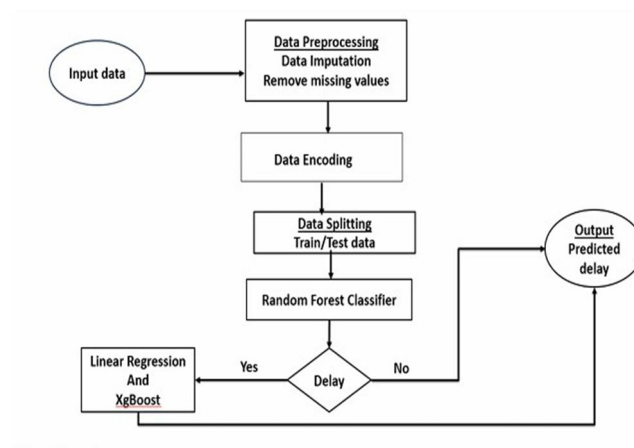 Input data
Data Preprocessing
Data Imputation
Remove missing values
Data Encoding
Data Splitting
Train/Test data
Random Forest Classifier
Delay
Yes
No
Linear Regression
And
XgBoost
Output
Predicted
delay